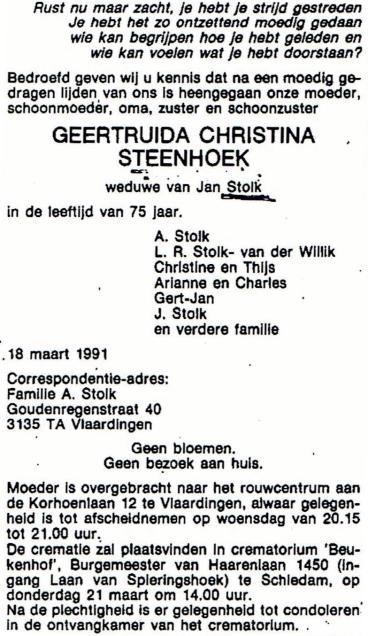 Rust nu maar zacht, je hebt je strijd gestreden
Je hebt het zo ontzettend moedig gedaan
wie kan begrijpen hoe je hebt geleden en
wie kan voelen wat je hebt doorstaan?
Bedroefd geven wij u kennis dat na een moedig ge-
dragen lijden van ons is heengegaan onze moeder,
schoonmoeder, oma, zuster en schoonzuster
GEERTRUIDA CHRISTINA
STEENHOEK
weduwe van Jan Stolk
in de leeftijd van 75 jaar.
A. Stolk
L. R. Stolk- van der Willik
Christine en Thijs
Arianne en Charles
Gert-Jan
J. Stolk
en verdere familie
18 maart 1991
Correspondentie-adres:
Familie A. Stolk
Goudenregenstraat 40
3135 TA Vlaardingen
Geen bloemen.
Geen bezoek aan huis.
Moeder is overgebracht naar het rouwcentrum aan
de Korhoenlaan 12 te Vlaardingen, alwaar gelegen-
heid is tot afscheidnemen op woensdag van 20.15
tot 21.00 uur.
De crematie zal plaatsvinden in crematorium 'Beu-
kenhof', Burgemeester van Haarenlaan 1450 (in-
gang Laan van Spieringshoek) te Schiedam, op
donderdag 21 maart om 14.00 uur.
Na de plechtigheid is er gelegenheid tot condoleren
in de ontvangkamer van het crematorium.